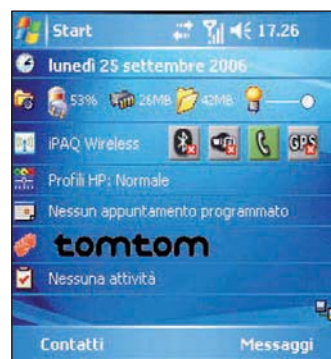 Start 17.26
lunedì 25 settembre 2006
53% 26MB 42MB
iPAQ Wireless GPS
Profili HP: Normale
Nessun appuntamento programmato
tomtom
Nessuna attività
Contatti Messaggi